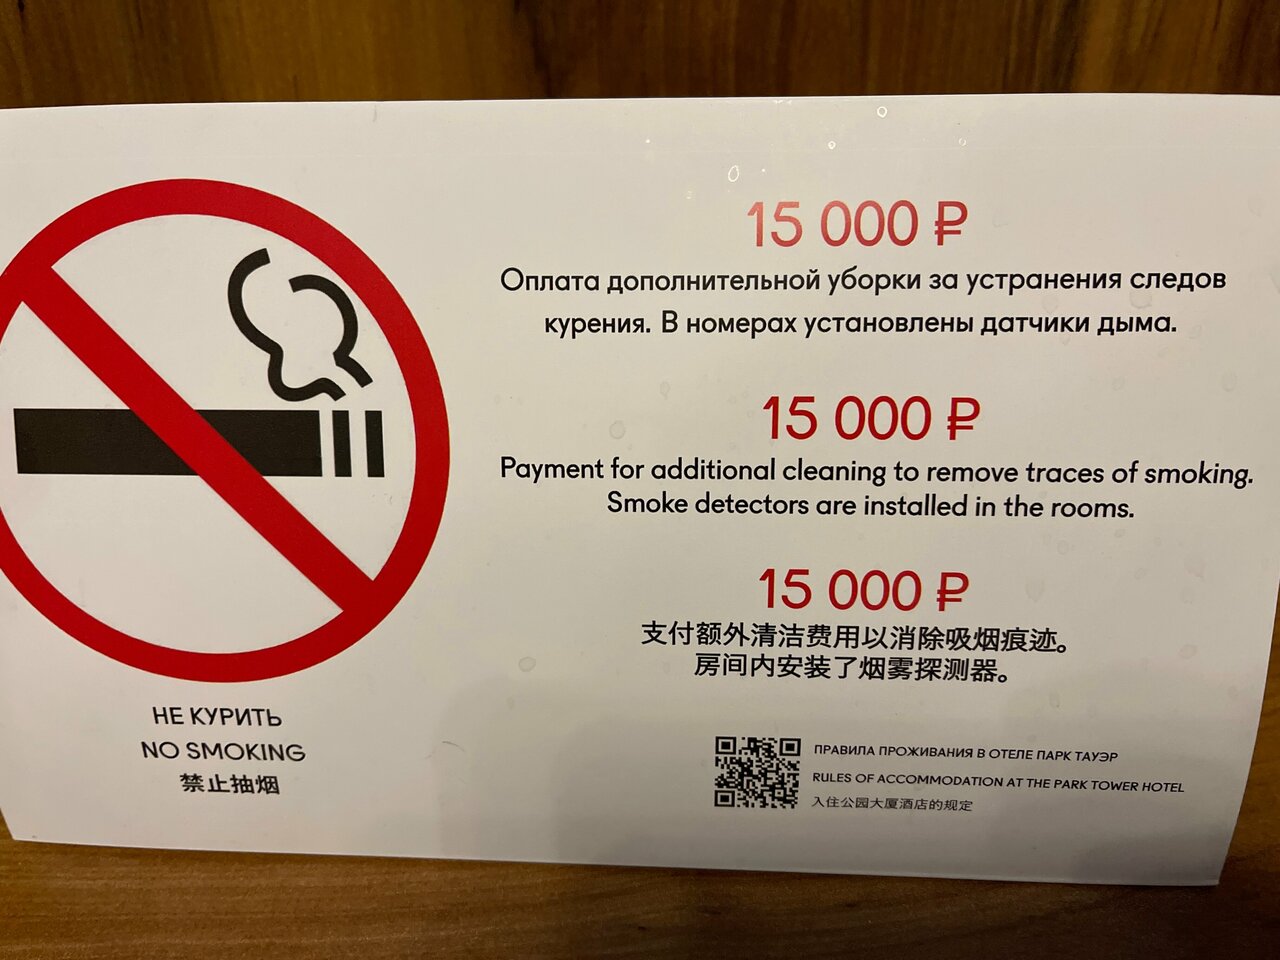 НЕ КУРИТЬ
NO SMOKING
禁止抽烟
15 000 ₽
Оплата дополнительной уборки за устранения следов
курения. В номерах установлены датчики дыма.
15 000 ₽
Payment for additional cleaning to remove traces of smoking.
Smoke detectors are installed in the rooms.
15 000 ₽
支付额外清洁费用以消除吸烟痕迹。
房间内安装了烟雾探测器。
ПРАВИЛА ПРОЖИВАНИЯ В ОТЕЛЕ ПАРК ТАУЭР
RULES OF ACCOMMODATION AT THE PARK TOWER HOTEL
入住公园大厦酒店的规定